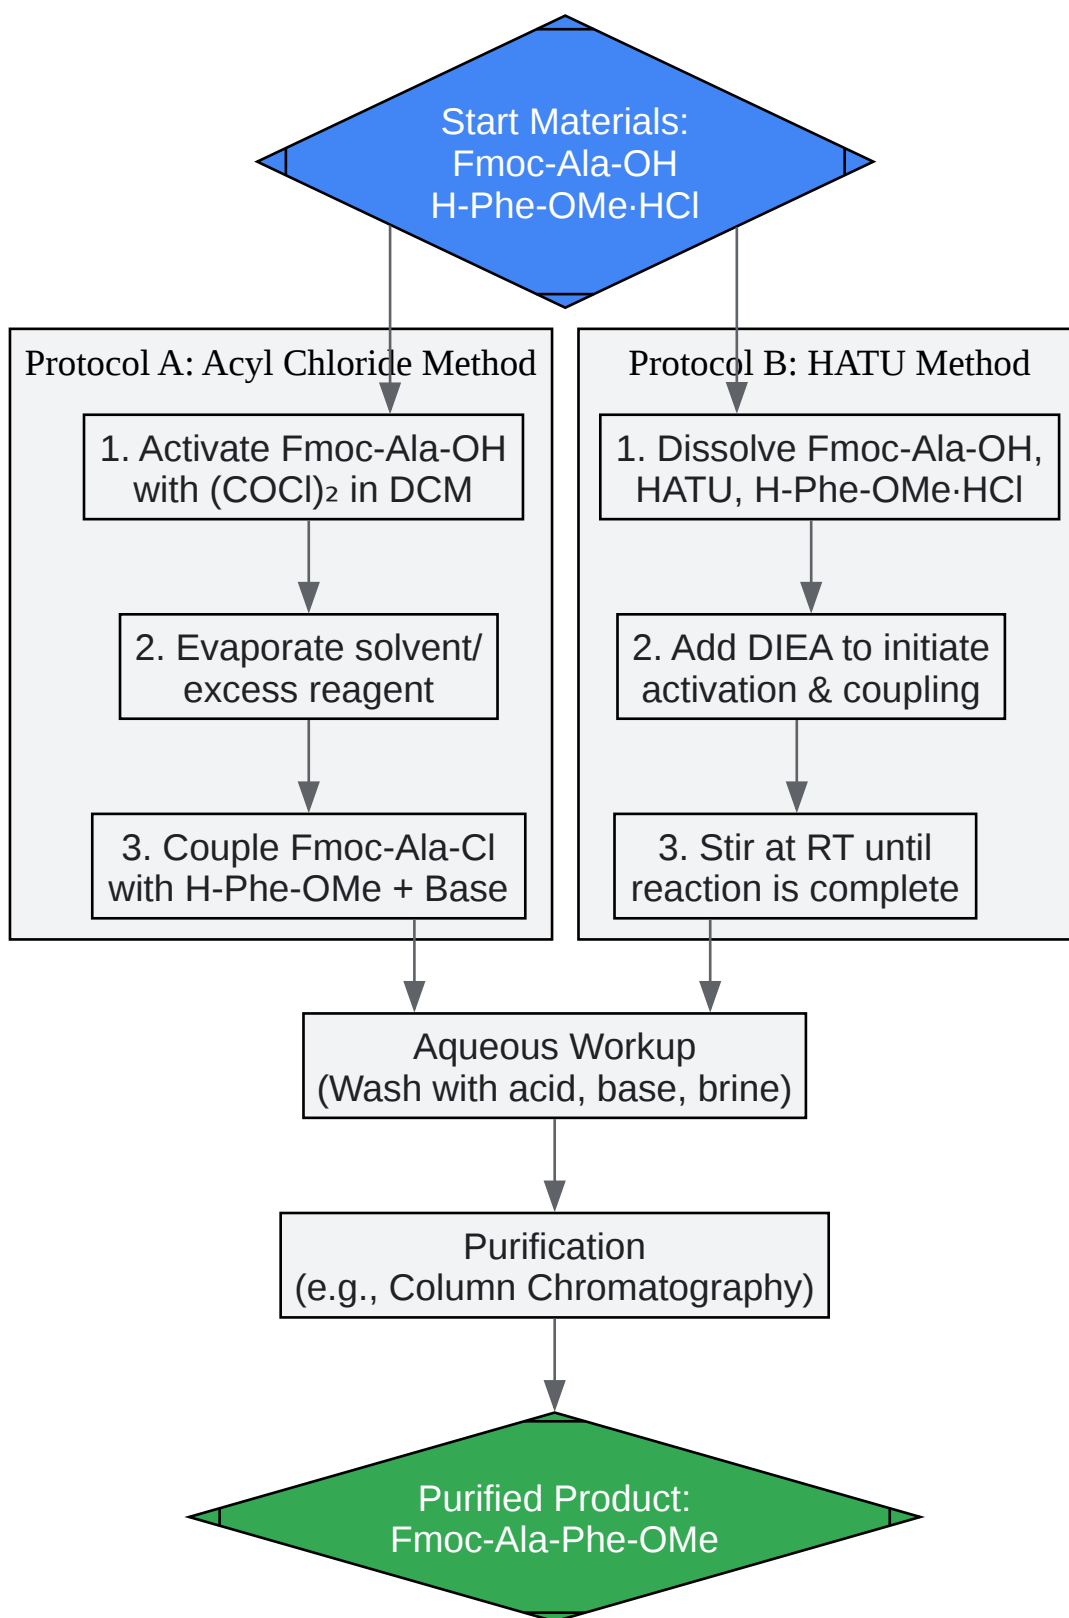 Start Materials:
Fmoc-Ala-OH
H-Phe-OMe·HCl
Protocol A: Acyl Chloride Method
1. Activate Fmoc-Ala-OH
with (COCl)₂ in DCM
2. Evaporate solvent/
excess reagent
3. Couple Fmoc-Ala-Cl
with H-Phe-OMe + Base
Protocol B: HATU Method
1. Dissolve Fmoc-Ala-OH,
HATU, H-Phe-OMe·HCl
2. Add DIEA to initiate
activation & coupling
3. Stir at RT until
reaction is complete
Aqueous Workup
(Wash with acid, base, brine)
Purification
(e.g., Column Chromatography)
Purified Product:
Fmoc-Ala-Phe-OMe